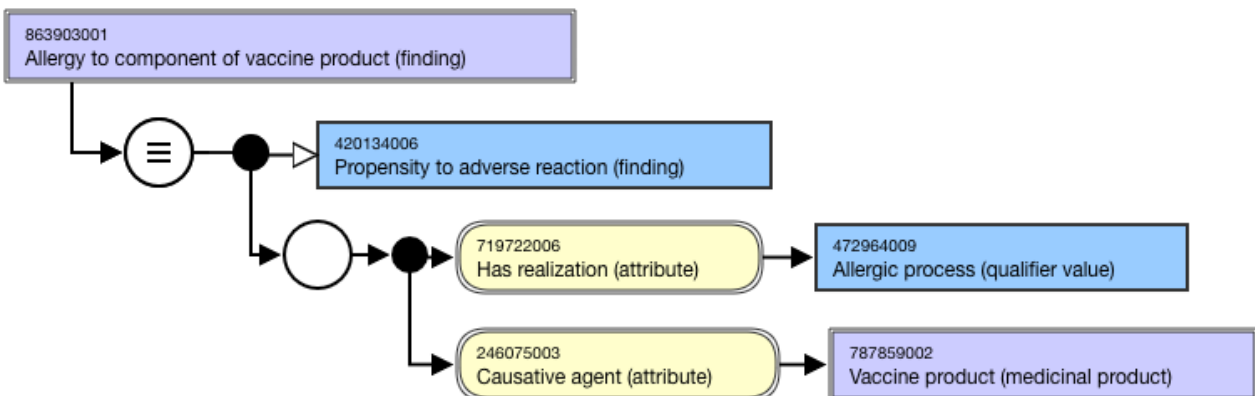 863903001
Allergy to component of vaccine product (finding)
420134006
Propensity to adverse reaction (finding)
719722006
Has realization (attribute)
472964009
Allergic process (qualifier value)
246075003
Causative agent (attribute)
787859002
Vaccine product (medicinal product)